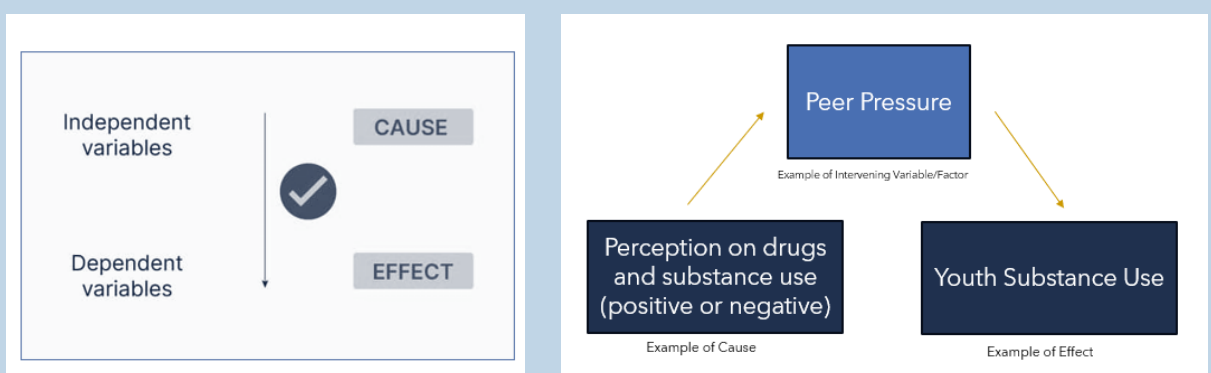 Independent
variables
CAUSE
Dependent
variables
EFFECT
Peer Pressure
Example of Intervening Variable/Factor
Perception on drugs
and substance use
(positive or negative)
Example of Cause
Youth Substance Use
Example of Effect